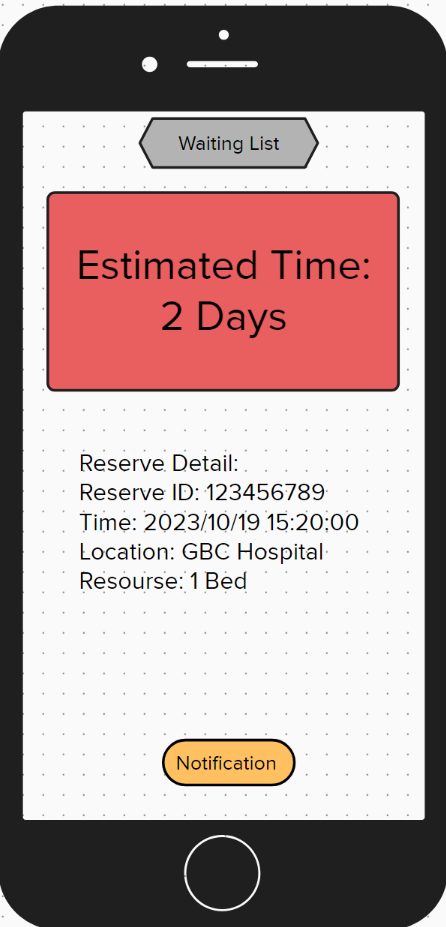 Waiting List
Estimated Time:
2 Days
Reserve Detail:
Reserve ID: 123456789
Time: 2023/10/19 15:20:00
Location: GBC Hospital
Resourse: 1 Bed
Notification